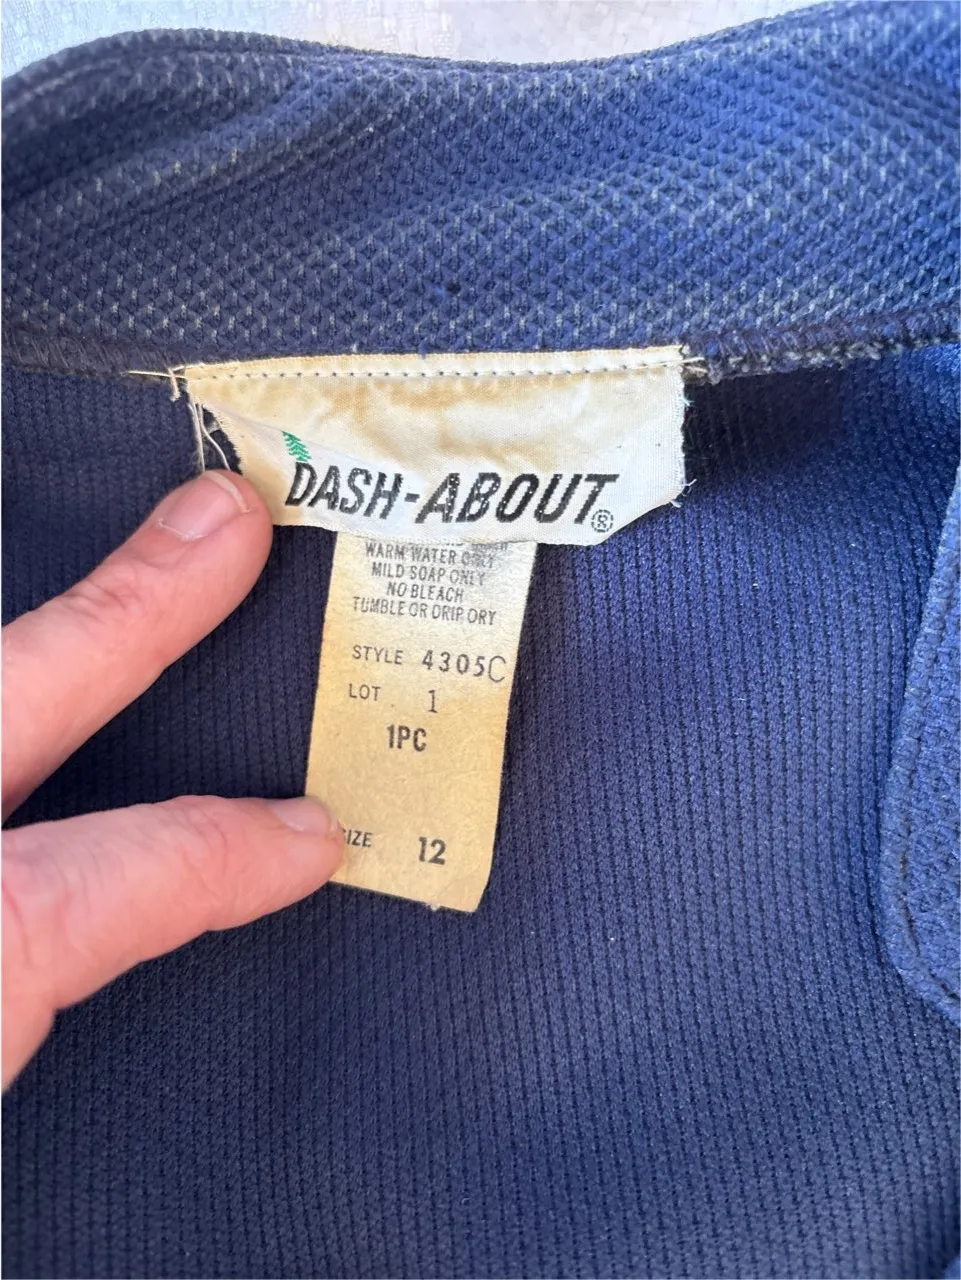 DASH-ABOUT®
WARM WATER ONLY
MILD SOAP ONLY
NO BLEACH
TUMBLE OR DRIP DRY
STYLE 4305C
LOT 1
1PC
SIZE 12